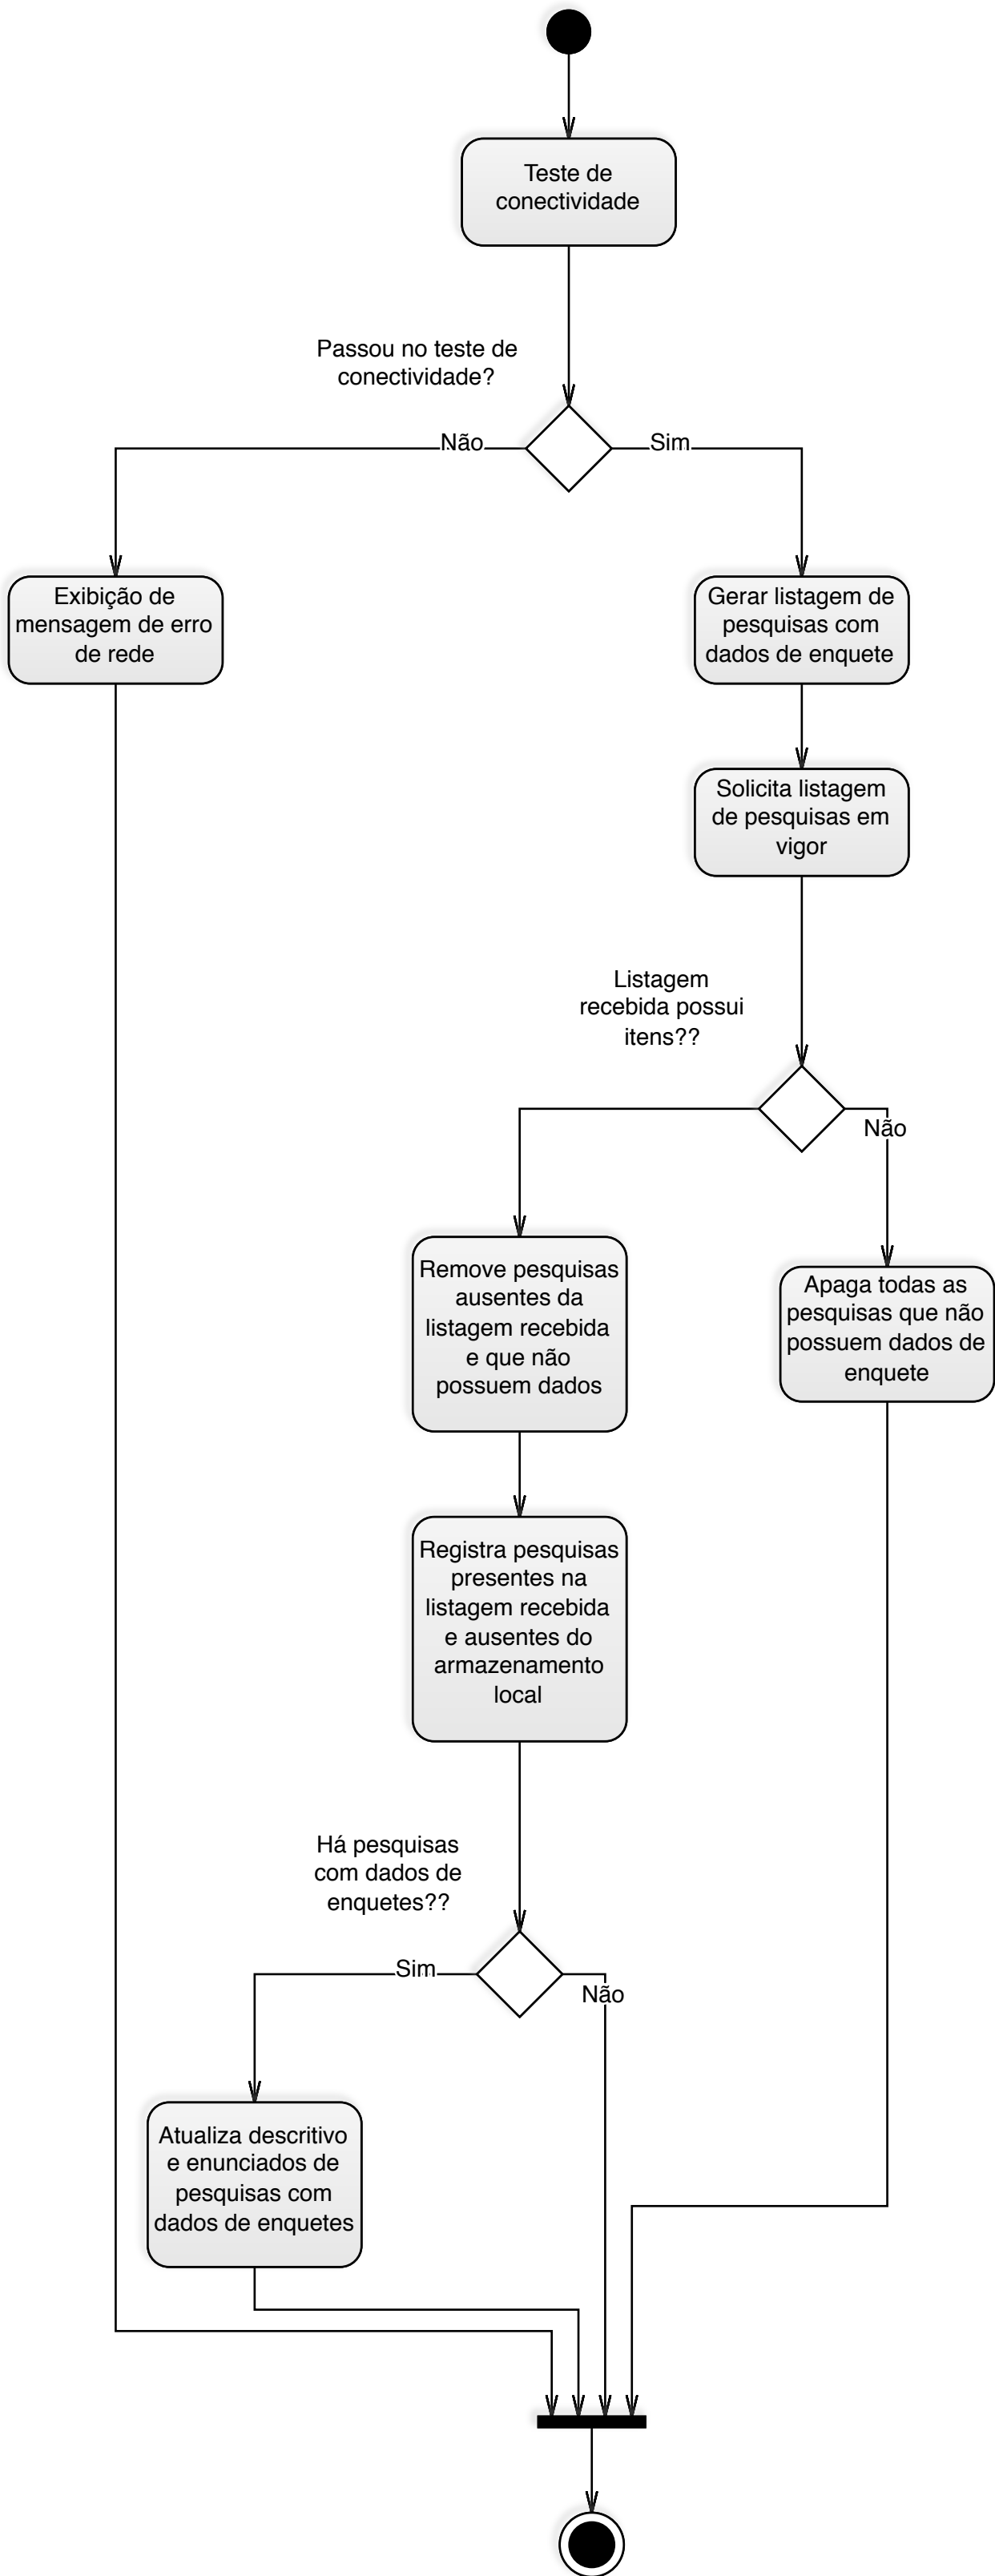 Teste de
conectividade
Passou no teste de
conectividade?
Não
Sim
Exibição de
mensagem de erro
de rede
Gerar listagem de
pesquisas com
dados de enquete
Solicita listagem
de pesquisas em
vigor
Listagem
recebida possui
itens??
Não
Remove pesquisas
ausentes da
listagem recebida
e que não
possuem dados
Apaga todas as
pesquisas que não
possuem dados de
enquete
Registra pesquisas
presentes na
listagem recebida
e ausentes do
armazenamento
local
Há pesquisas
com dados de
enquetes??
Sim
Não
Atualiza descritivo
e enunciados de
pesquisas com
dados de enquetes